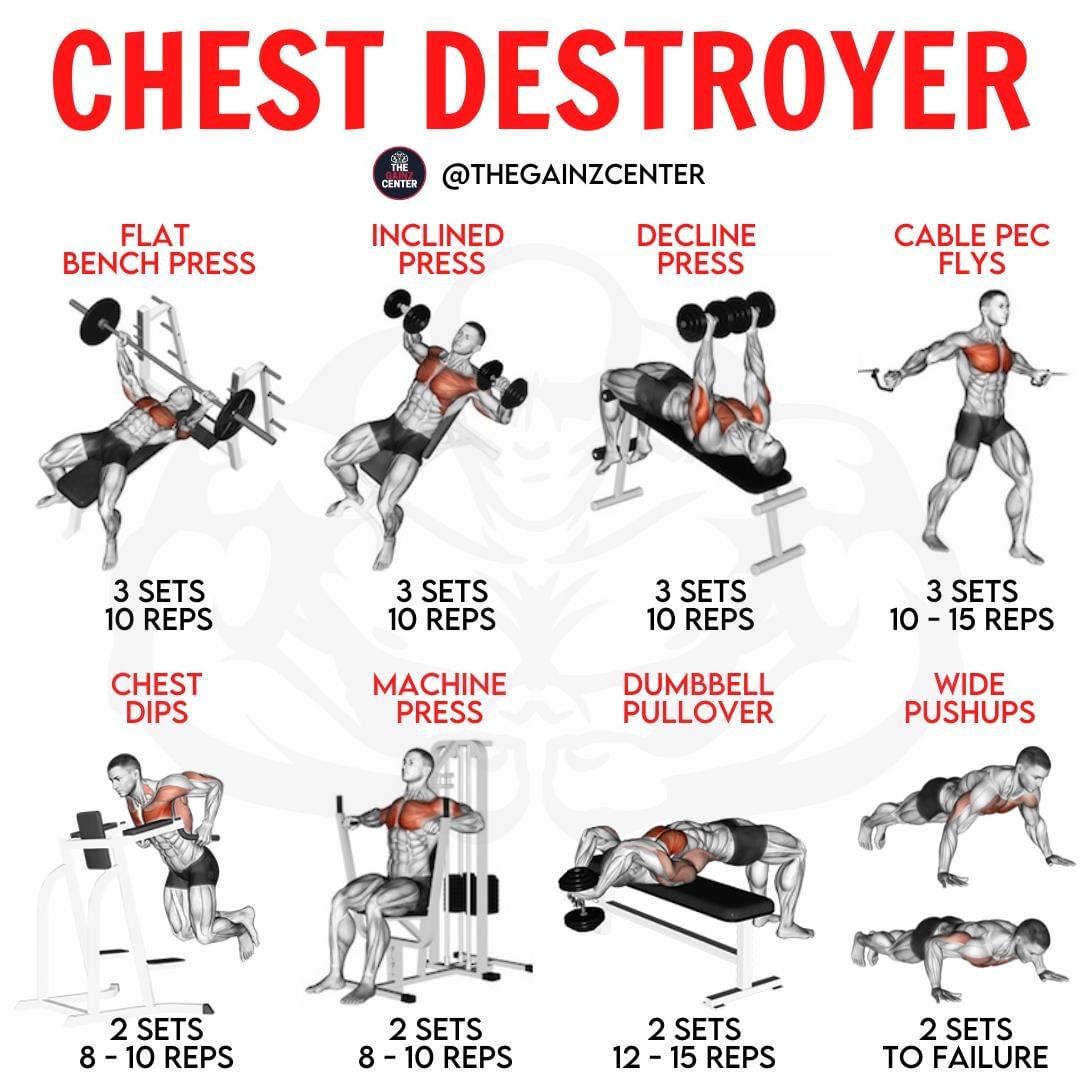 CHEST DESTROYER
THE
GAINZ
CENTER
@THEGAINZCENTER
FLAT
BENCH PRESS
INCLINED
PRESS
DECLINE
PRESS
CABLE PEC
FLYS
3 SETS
10 REPS
3 SETS
10 REPS
3 SETS
10 REPS
3 SETS
10 - 15 REPS
CHEST
DIPS
MACHINE
PRESS
DUMBBELL
PULLOVER
WIDE
PUSHUPS
2 SETS
8 - 10 REPS
2 SETS
8 - 10 REPS
2 SETS
12 - 15 REPS
2 SETS
TO FAILURE